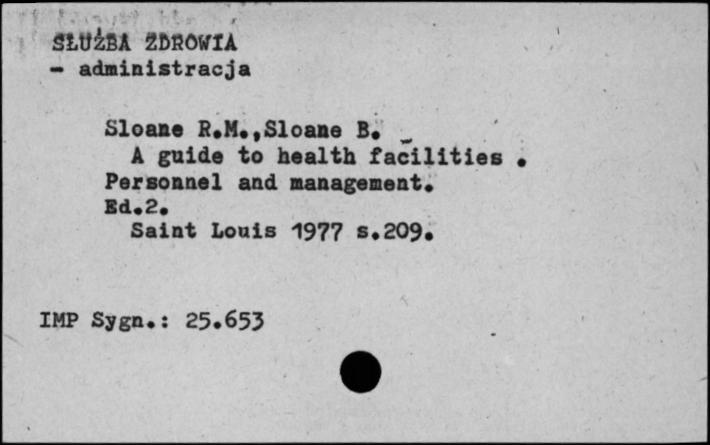 SŁUŻBA ZDROWIA
- administracja
Sloane R.M.,Sloane B.
A guide to health facilities .
Personnel and management.
Ed.2.
Saint Louis 1977 s.209.
IMP Sygn.: 25.653